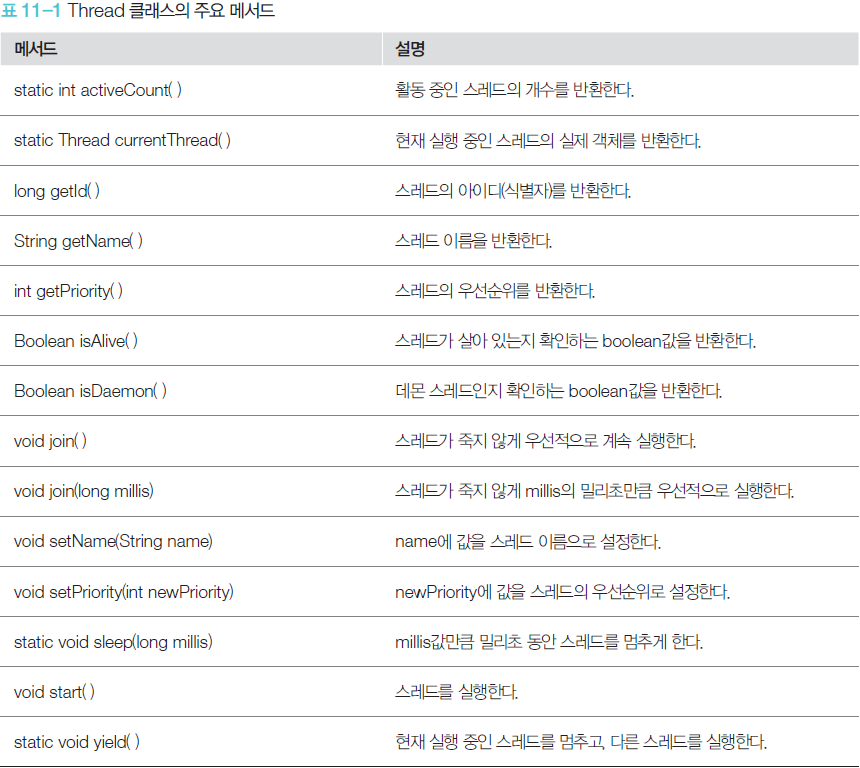 표 11-1 Thread 클래스의 주요 메서드
메서드 설명
static int activeCount( ) 활동 중인 스레드의 개수를 반환한다.
static Thread currentThread( ) 현재 실행 중인 스레드의 실제 객체를 반환한다.
long getId( ) 스레드의 아이디(식별자)를 반환한다.
String getName( ) 스레드 이름을 반환한다.
int getPriority( ) 스레드의 우선순위를 반환한다.
Boolean isAlive( ) 스레드가 살아 있는지 확인하는 boolean값을 반환한다.
Boolean isDaemon( ) 데몬 스레드인지 확인하는 boolean값을 반환한다.
void join( ) 스레드가 죽지 않게 우선적으로 계속 실행한다.
void join(long millis) 스레드가 죽지 않게 millis의 밀리초만큼 우선적으로 실행한다.
void setName(String name) name에 값을 스레드 이름으로 설정한다.
void setPriority(int newPriority) newPriority에 값을 스레드의 우선순위로 설정한다.
static void sleep(long millis) millis값만큼 밀리초 동안 스레드를 멈추게 한다.
void start( ) 스레드를 실행한다.
static void yield( ) 현재 실행 중인 스레드를 멈추고, 다른 스레드를 실행한다.